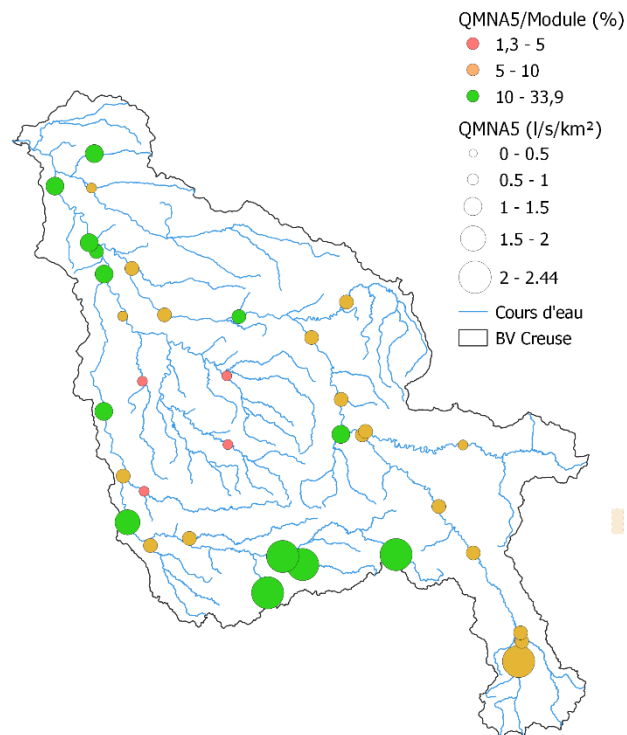 QMNA5/Module (%)
1,3 - 5
5 - 10
10 - 33,9
QMNA5 (l/s/km²)
0 - 0.5
0.5 - 1
1 - 1.5
1.5 - 2
2 - 2.44
Cours d'eau
BV Creuse